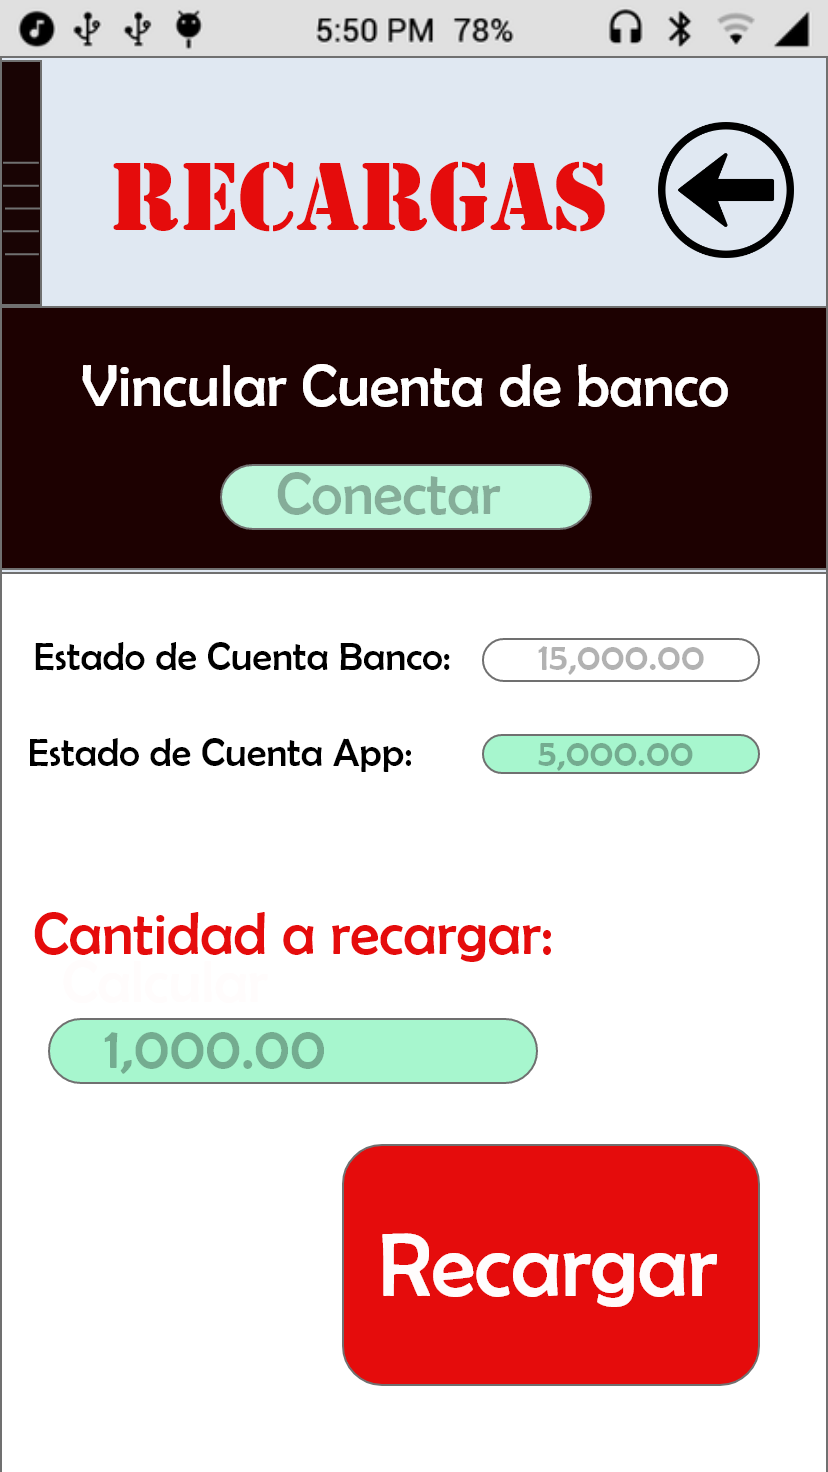 5:50 PM 78%
RECARGAS
Vincular Cuenta de banco
Conectar
Estado de Cuenta Banco: 15,000.00
Estado de Cuenta App: 5,000.00
Cantidad a recargar:
Calcular
1,000.00
Recargar